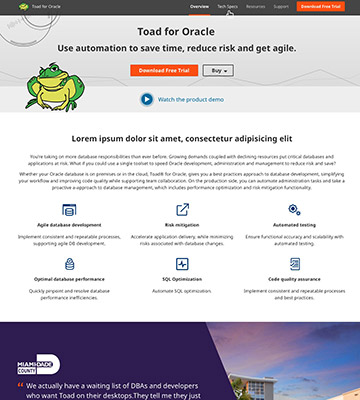 Toad for Oracle
Overview Tech Specs Resources Support Download Free Trial
Toad for Oracle
Use automation to save time, reduce risk and get agile.
Download Free Trial Buy
Watch the product demo
Lorem ipsum dolor sit amet, consectetur adipisicing elit
You're taking on more database responsibilities than ever before. Growing demands coupled with declining resources put critical databases and
applications at risk. What if you could use a single toolset to speed Oracle development, administration and management to reduce risk and save?
Whether your Oracle database is on premises or in the cloud, Toad® for Oracle, gives you a best practices approach to database development, simplifying
your workflow and improving code quality while supporting team collaboration. On the production side, you can automate administration tasks and take a
proactive a approach to database management, which includes performance optimization and risk mitigation functionality.
Agile database development
Implement consistent and repeatable processes,
supporting agile DB development.
Risk mitigation
Accelerate application delivery, while minimizing
risks associated with database changes.
Automated testing
Ensure functional accuracy and scalability with
automated testing.
Optimal database performance
Quickly pinpoint and resolve database
performance inefficiencies.
SQL Optimization
Automate SQL optimization.
Code quality assurance
Implement consistent and repeatable processes
and best practices.
MIAMI-DADE
COUNTY
“ We actually have a waiting list of DBAs and developers
who want Toad on their desktops.They tell me they just